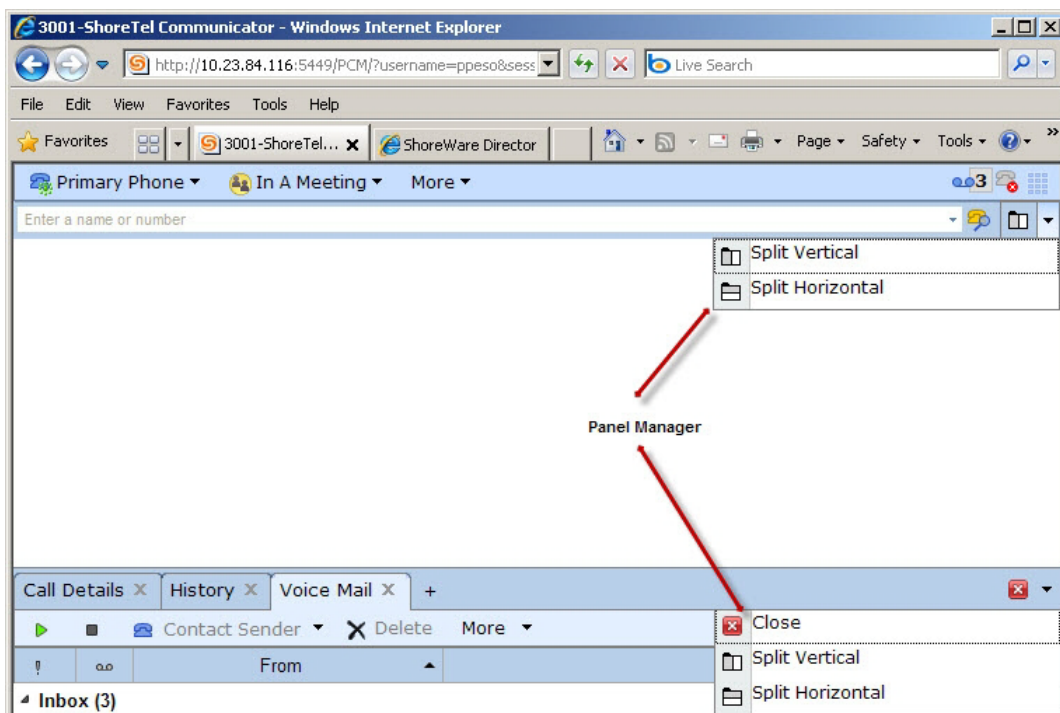 3001-ShoreTel Communicator - Windows Internet Explorer
http://10.23.84.116:5449/PCM/?username=ppeso&sess
Live Search
File Edit View Favorites Tools Help
Favorites 3001-ShoreTel... ShoreWare Director Page Safety Tools »
Primary Phone In A Meeting More 3
Enter a name or number
Split Vertical
Split Horizontal
Panel Manager
Call Details X History X Voice Mail X +
Contact Sender Delete More
Close
From
Split Vertical
Inbox (3)
Split Horizontal